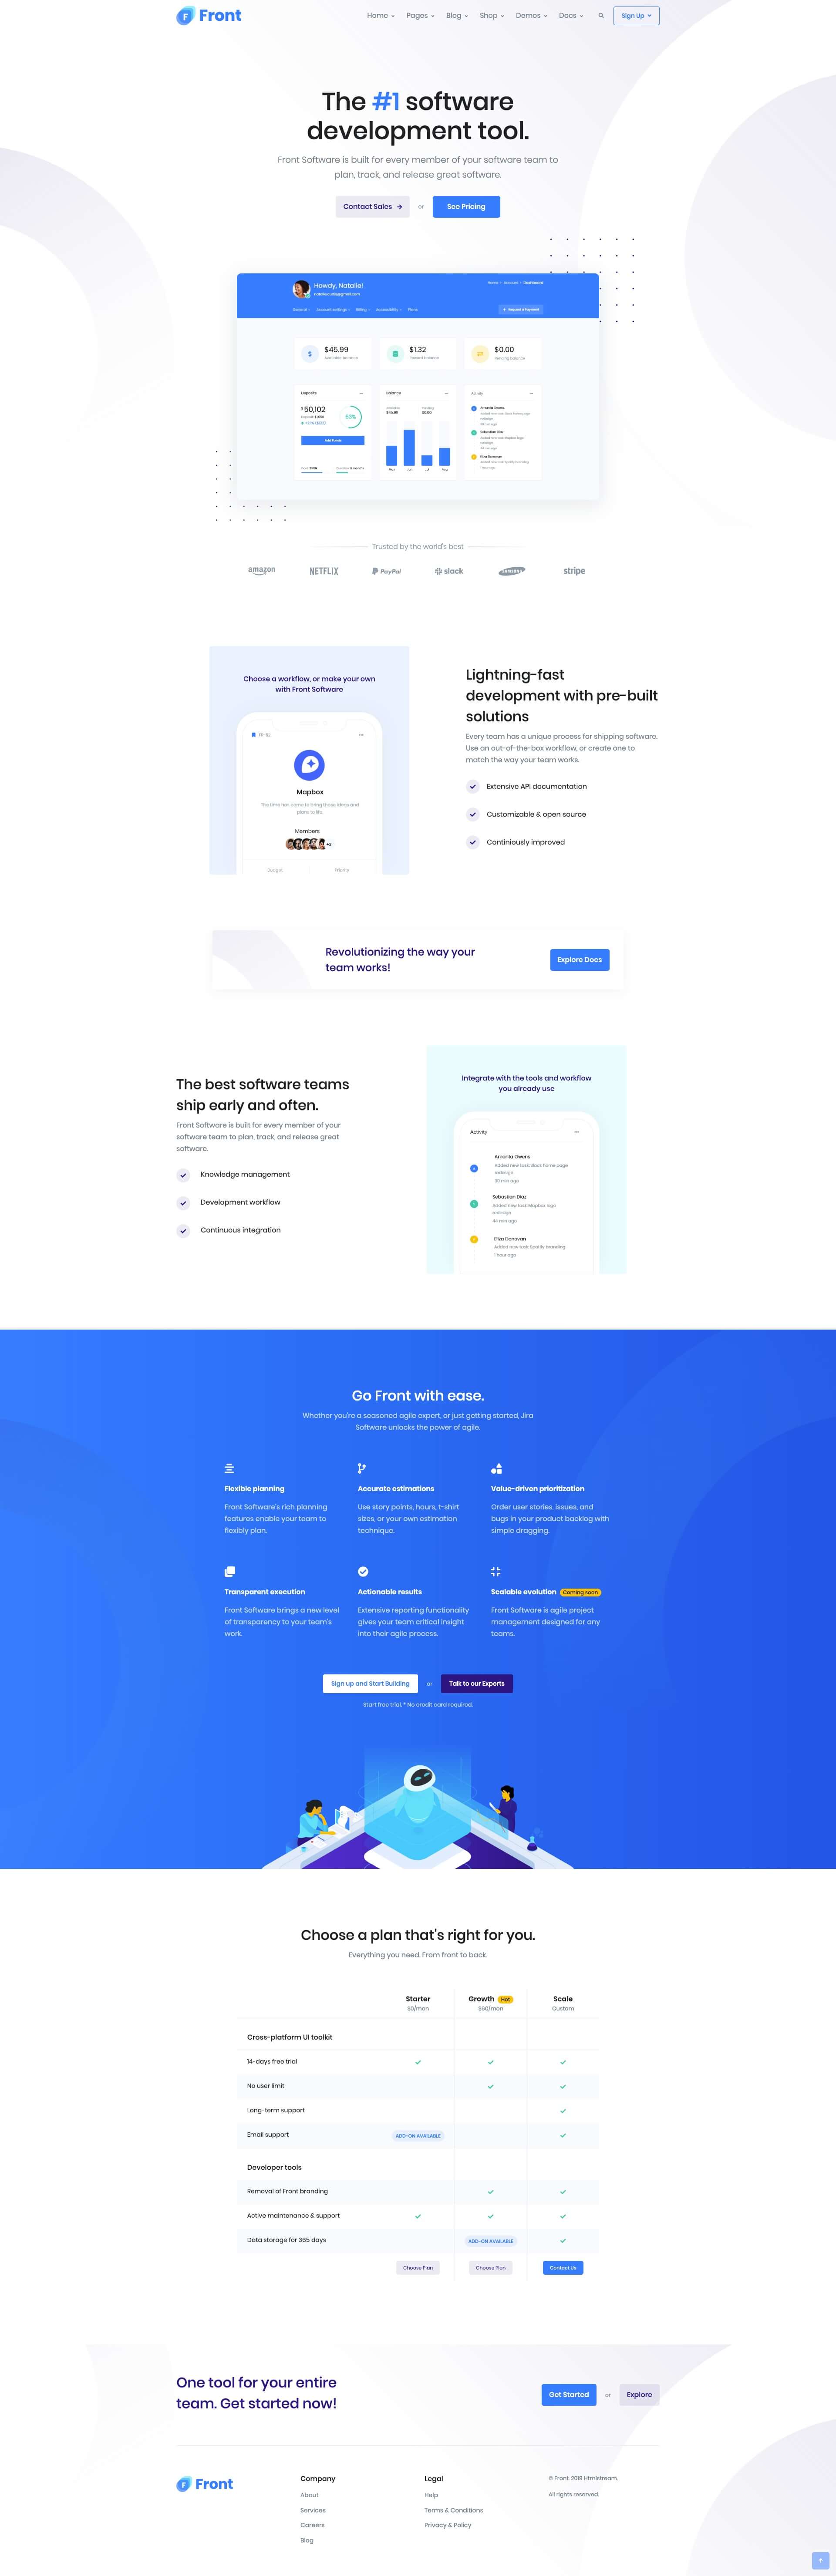 Front
Home Pages Blog Shop Demos Docs Sign Up
The #1 software
development tool.
Front Software is built for every member of your software team to
plan, track, and release great software.
Contact Sales or See Pricing
Howdy, Natalie!
natalie.curtis@gmail.com
Home Account Dashboard
General Account settings Billing Accessibility Plans
Request a Payment
$45.99
Available balance
$1.32
Reward balance
$0.00
Pending balance
Deposits
$50,102
53%
Add Funds
Balance
Available Pending
$45.99 $0.00
May Jun Jul Aug
Activity
Amanda Owens
Sebastian Diaz
Eliza Donovan
Added new task Spotify branding
1 hour ago
Trusted by the world's best
amazon NETFLIX PayPal slack SAMSUNG stripe
Choose a workflow, or make your own
with Front Software
FR-92
Mapbox
The time has come to bring those ideas and
plans to life.
Members
+3
Budget Priority
Lightning-fast
development with pre-built
solutions
Every team has a unique process for shipping software.
Use an out-of-the-box workflow, or create one to
match the way your team works.
Extensive API documentation
Customizable & open source
Continiously improved
Revolutionizing the way your
team works!
Explore Docs
The best software teams
ship early and often.
Front Software is built for every member of your
software team to plan, track, and release great
software.
Knowledge management
Development workflow
Continuous integration
Integrate with the tools and workflow
you already use
Activity
Amanda Owens
Added new task Slack home page
redesign
30 min ago
Sebastian Diaz
Added new task Mapbox logo
redesign
44 min ago
Eliza Donovan
Added new task Spotify branding
1 hour ago
Go Front with ease.
Whether you're a seasoned agile expert, or just getting started, Jira
Software unlocks the power of agile.
Flexible planning
Front Software's rich planning
features enable your team to
flexibly plan.
Accurate estimations
Use story points, hours, t-shirt
sizes, or your own estimation
technique.
Value-driven prioritization
Order user stories, issues, and
bugs in your product backlog with
simple dragging.
Transparent execution
Front Software brings a new level
of transparency to your team's
work.
Actionable results
Extensive reporting functionality
gives your team critical insight
into their agile process.
Scalable evolution Coming soon
Front Software is agile project
management designed for any
teams.
Sign up and Start Building or Talk to our Experts
Start free trial. * No credit card required.
Choose a plan that's right for you.
Everything you need. From front to back.
Starter Growth Hot Scale
$0/mon $60/mon Custom
Cross-platform UI toolkit
14-days free trial
No user limit
Long-term support
Email support ADD-ON AVAILABLE
Developer tools
Removal of Front branding
Active maintenance & support
Data storage for 365 days ADD-ON AVAILABLE
Choose Plan Choose Plan Contact Us
One tool for your entire
team. Get started now!
Get Started or Explore
Front
Company
About
Services
Careers
Blog
Legal
Help
Terms & Conditions
Privacy & Policy
© Front. 2019 Htmlstream.
All rights reserved.